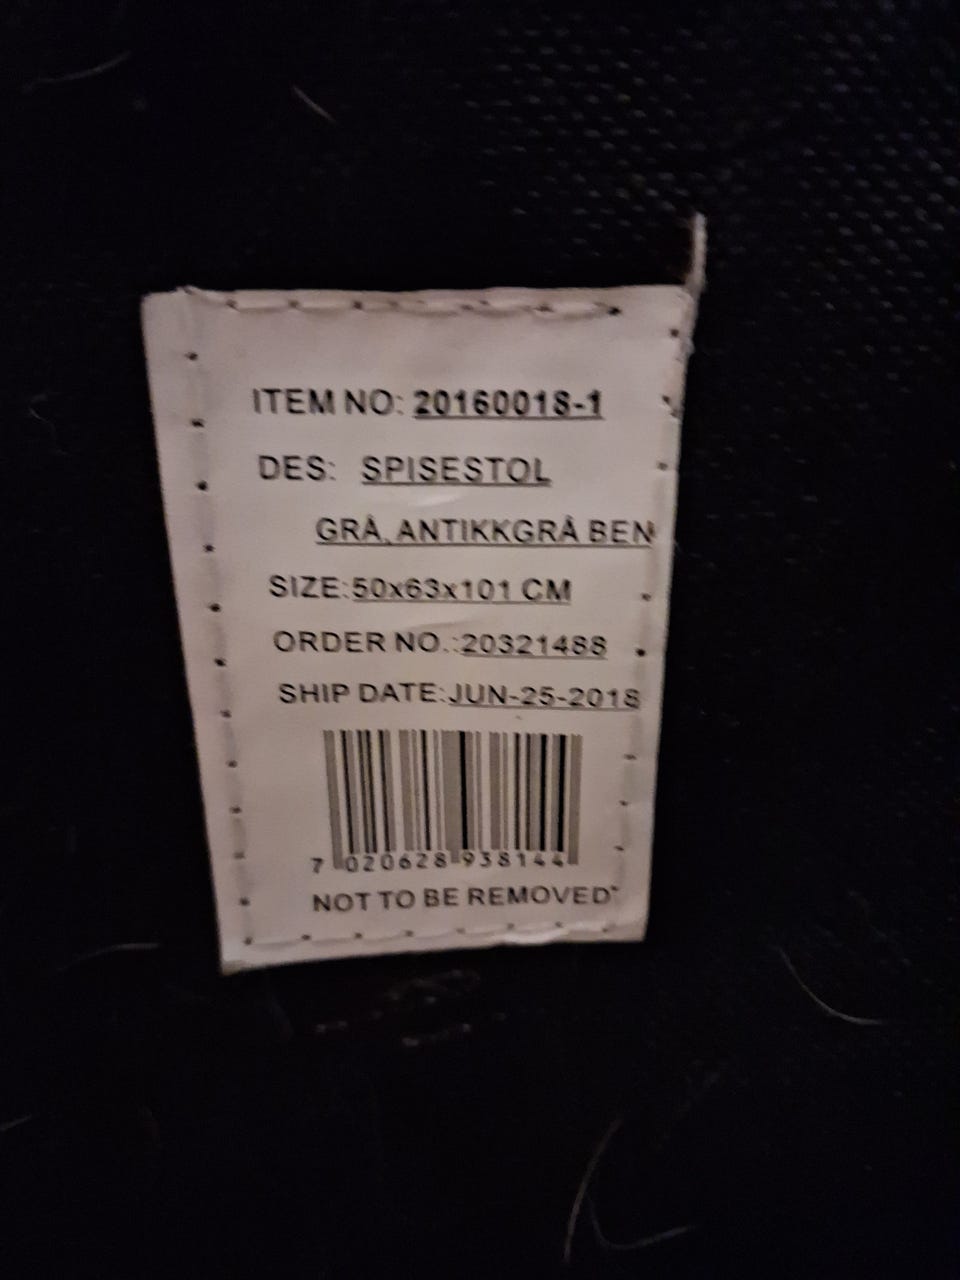 ITEM NO: 20160018-1
DES: SPISESTOL
GRÅ, ANTIKKGRÅ BEN
SIZE:50x63x101 CM
ORDER NO.:20321488
SHIP DATE:JUN-25-2018
7 020628 938144
NOT TO BE REMOVED